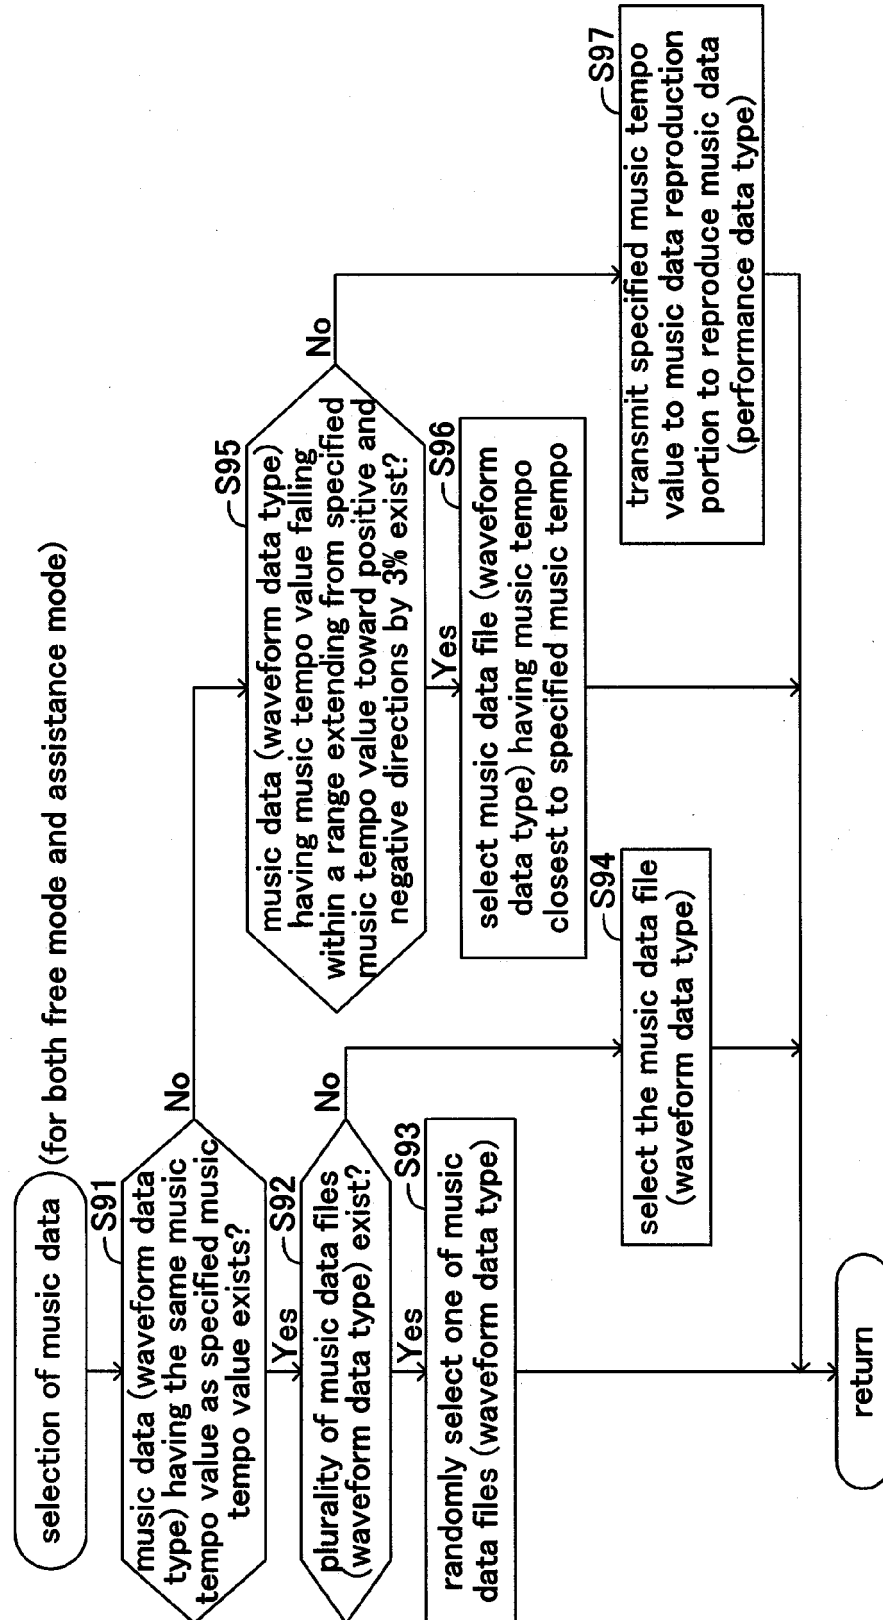 selection of music data
(for both free mode and assistance mode)
S91
music data (waveform data
type) having the same music
tempo value as specified music
tempo value exists?
No
Yes
S92
plurality of music data files
(waveform data type) exist?
No
Yes
S93
randomly select one of music
data files (waveform data type)
S94
select the music data file
(waveform data type)
S95
music data (waveform data type)
having music tempo value falling
within a range extending from specified
music tempo value toward positive and
negative directions by 3% exist?
No
Yes
S96
select music data file (waveform
data type) having music tempo
closest to specified music tempo
S97
transmit specified music tempo
value to music data reproduction
portion to reproduce music data
(performance data type)
return